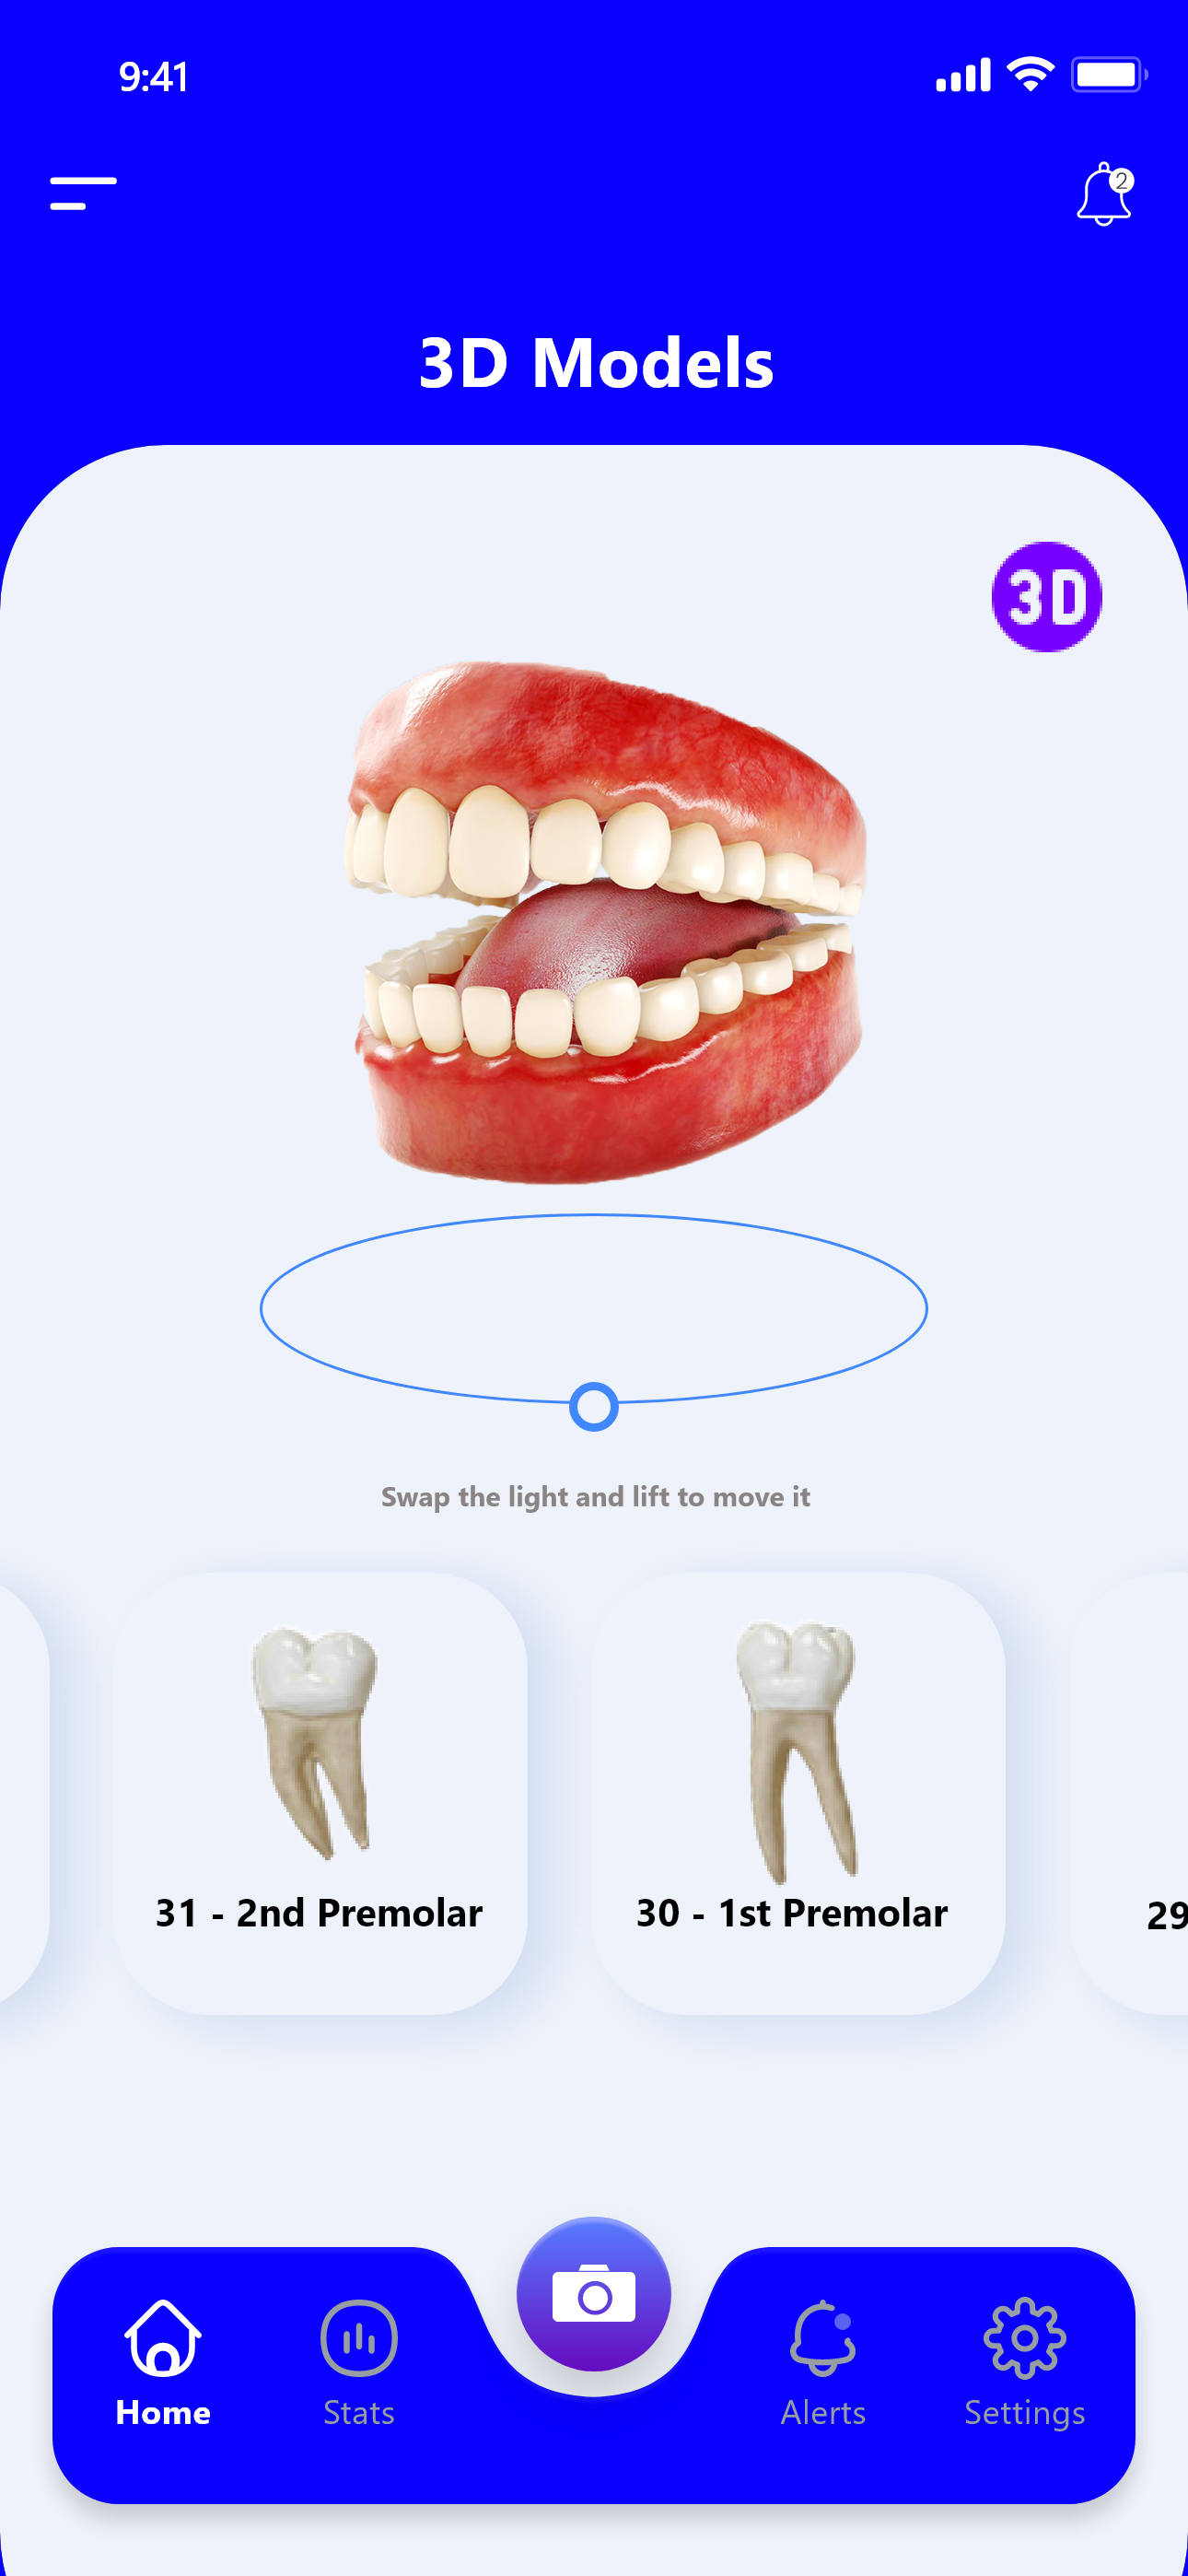 9:41
2
3D Models
3D
Swap the light and lift to move it
31 - 2nd Premolar
30 - 1st Premolar
29
Home
Stats
Alerts
Settings